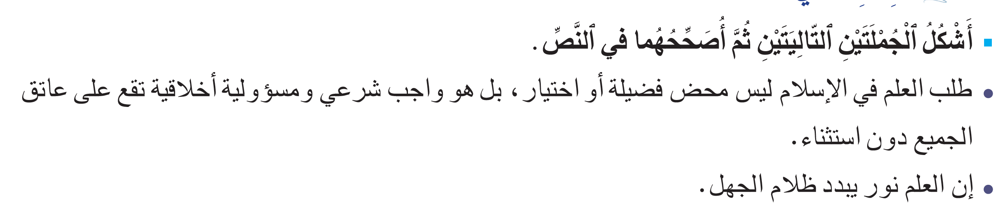 أَشْكُلُ ٱلْجُمْلَتَيْنِ ٱلتّالِيَتَيْنِ ثُمَّ أُصَحِّحُهُما في ٱلنَّصِّ.
طلب العلم في الإسلام ليس محض فضيلة أو اختيار، بل هو واجب شرعي ومسؤولية أخلاقية تقع على عاتق
الجميع دون استثناء.
إن العلم نور يبدد ظلام الجهل.